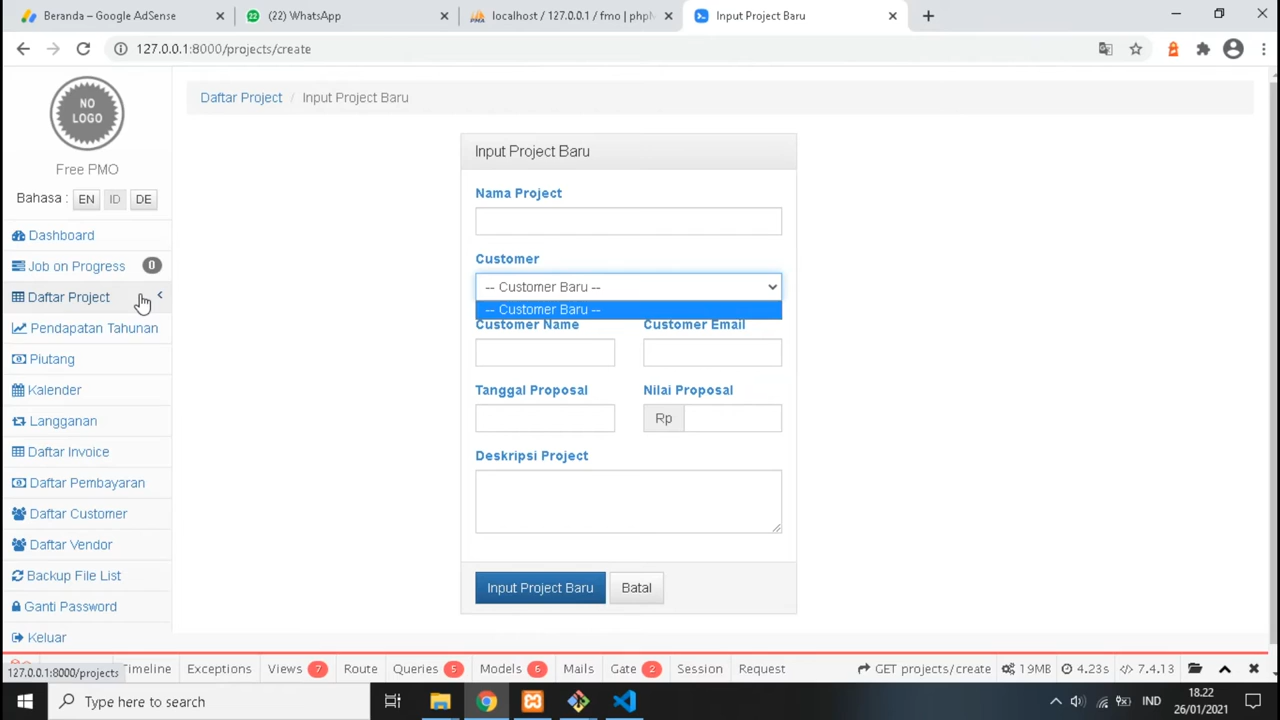 Beranda – Google AdSense
(22) WhatsApp
localhost / 127.0.0.1 / fmo | phpM
Input Project Baru
127.0.0.1:8000/projects/create
NO
LOGO
Free PMO
Bahasa : EN ID DE
Dashboard
Job on Progress 0
Daftar Project
Pendapatan Tahunan
Piutang
Kalender
Langganan
Daftar Invoice
Daftar Pembayaran
Daftar Customer
Daftar Vendor
Backup File List
Ganti Password
Keluar
Daftar Project / Input Project Baru
Input Project Baru
Nama Project
Customer
-- Customer Baru --
-- Customer Baru --
Customer Name Customer Email
Tanggal Proposal Nilai Proposal
Rp
Deskripsi Project
Input Project Baru Batal
127.0.0.1:8000/projects
Timeline Exceptions Views 7 Route Queries 5 Models 6 Mails Gate 2 Session Request GET projects/create 19MB 4.23s 7.4.13
Type here to search
IND
18.22
26/01/2021